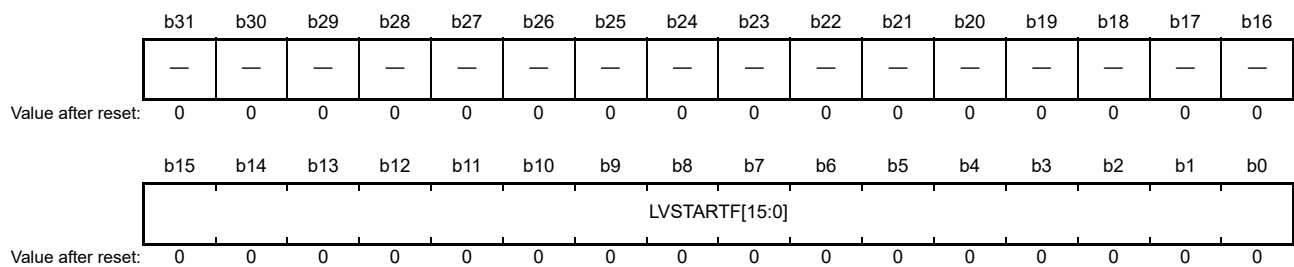 b31 b30 b29 b28 b27 b26 b25 b24 b23 b22 b21 b20 b19 b18 b17 b16
— — — — — — — — — — — — — — — —
Value after reset: 0 0 0 0 0 0 0 0 0 0 0 0 0 0 0 0
b15 b14 b13 b12 b11 b10 b9 b8 b7 b6 b5 b4 b3 b2 b1 b0
LVSTARTF[15:0]
Value after reset: 0 0 0 0 0 0 0 0 0 0 0 0 0 0 0 0